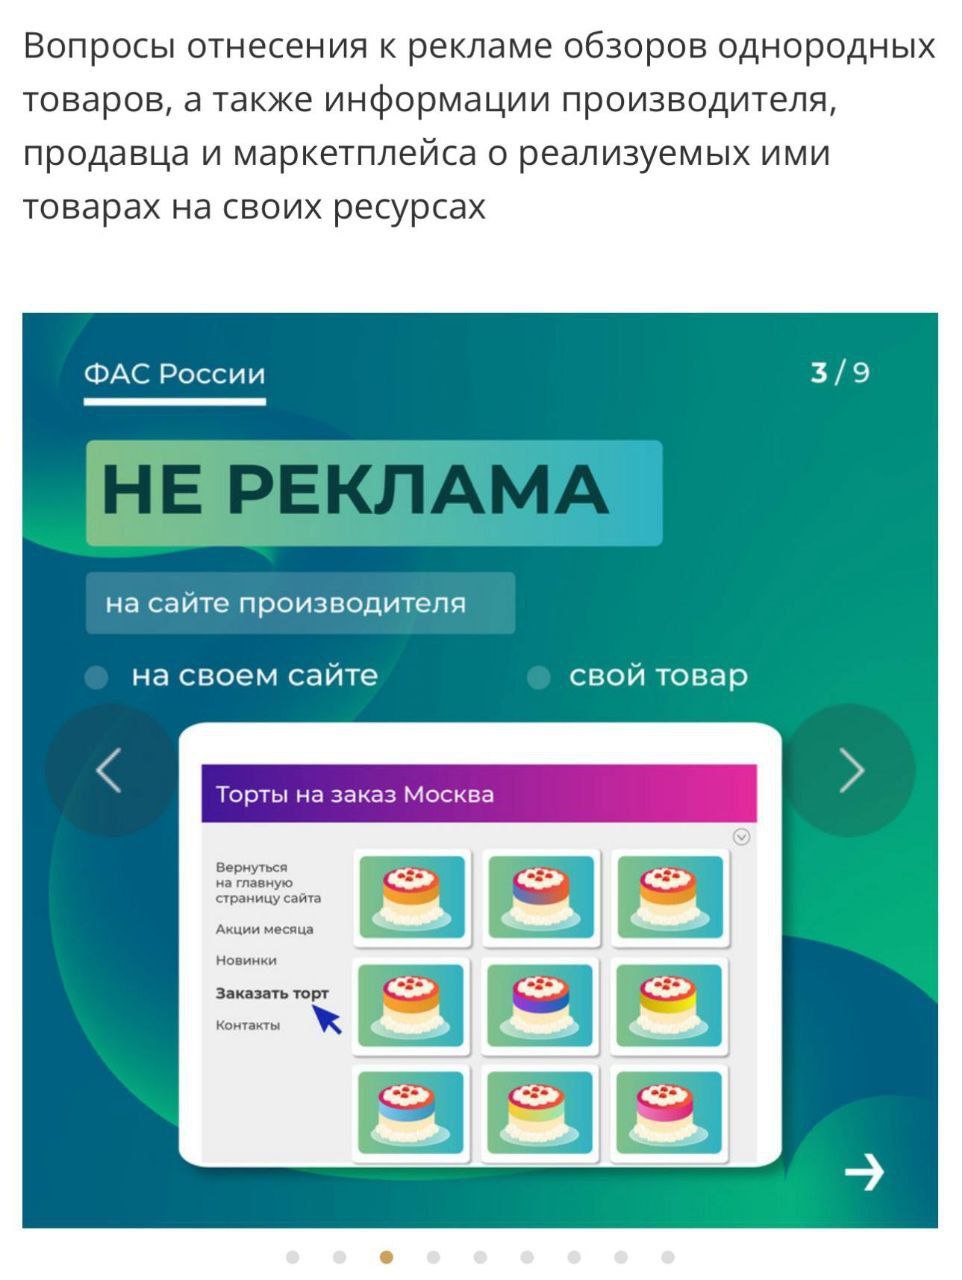 Вопросы отнесения к рекламе обзоров однородных
товаров, а также информации производителя,
продавца и маркетплейса о реализуемых ими
товарах на своих ресурсах
ФАС России
3 / 9
НЕ РЕКЛАМА
на сайте производителя
на своем сайте
свой товар
Торты на заказ Москва
Вернуться
на главную
страницу сайта
Акции месяца
Новинки
Заказать торт
Контакты